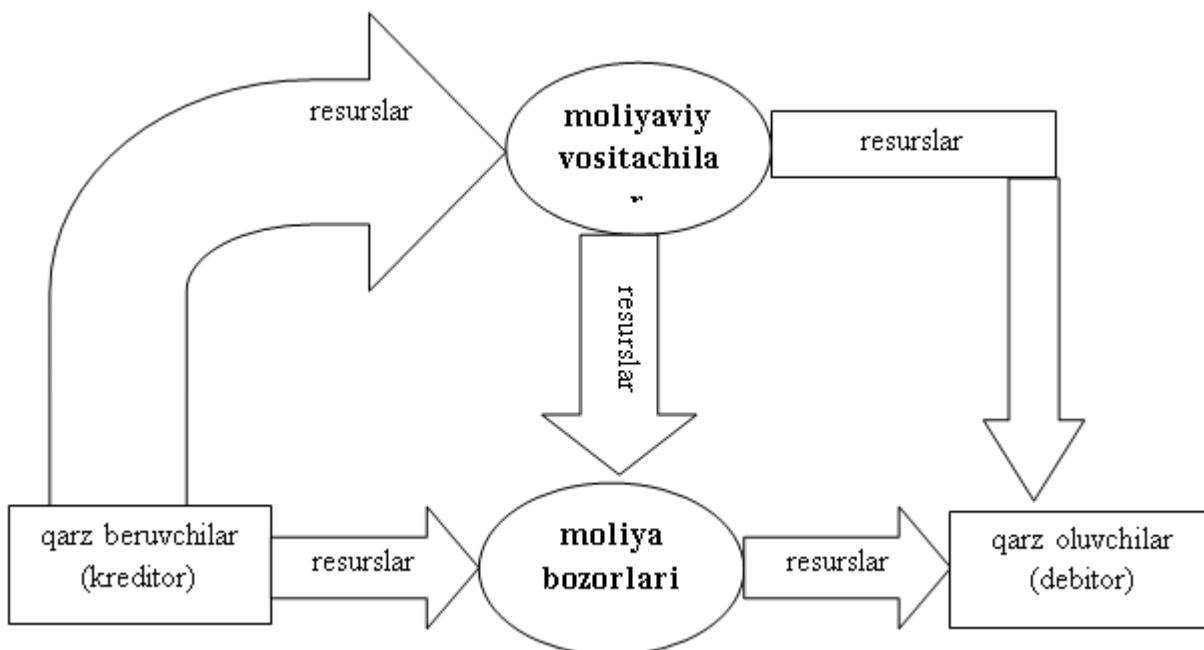 resurslar
moliyaviy
vositachila
r
resurslar
resurslar
qarz beruvchilar
(kreditor)
resurslar
moliya
bozorlari
resurslar
qarz oluvchilar
(debitor)